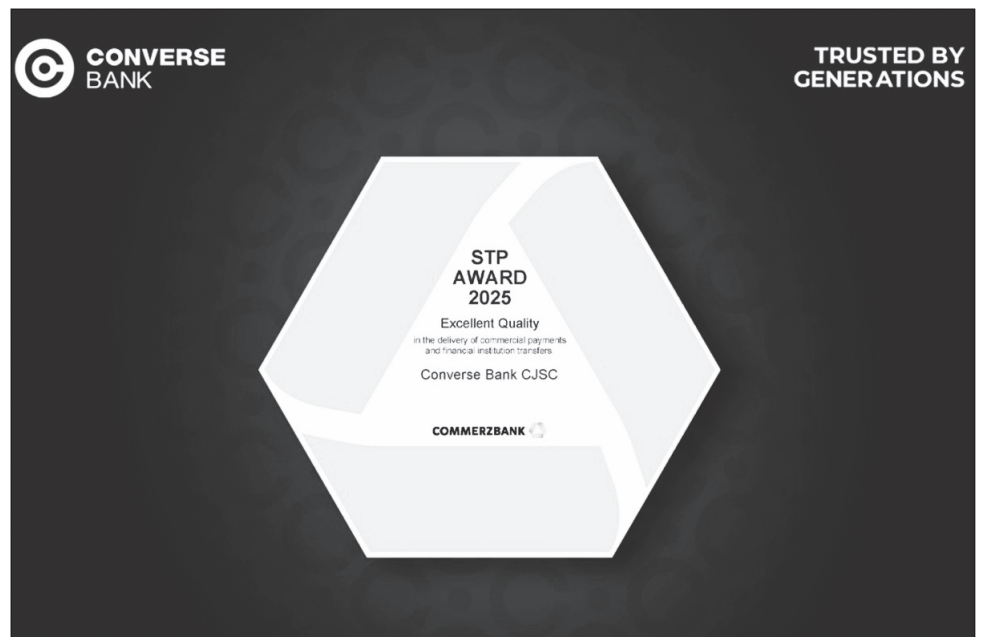 CONVERSE
BANK
TRUSTED BY
GENERATIONS
STP
AWARD
2025
Excellent Quality
in the delivery of commercial payments
and financial institution transfers
Converse Bank CJSC
COMMERZBANK